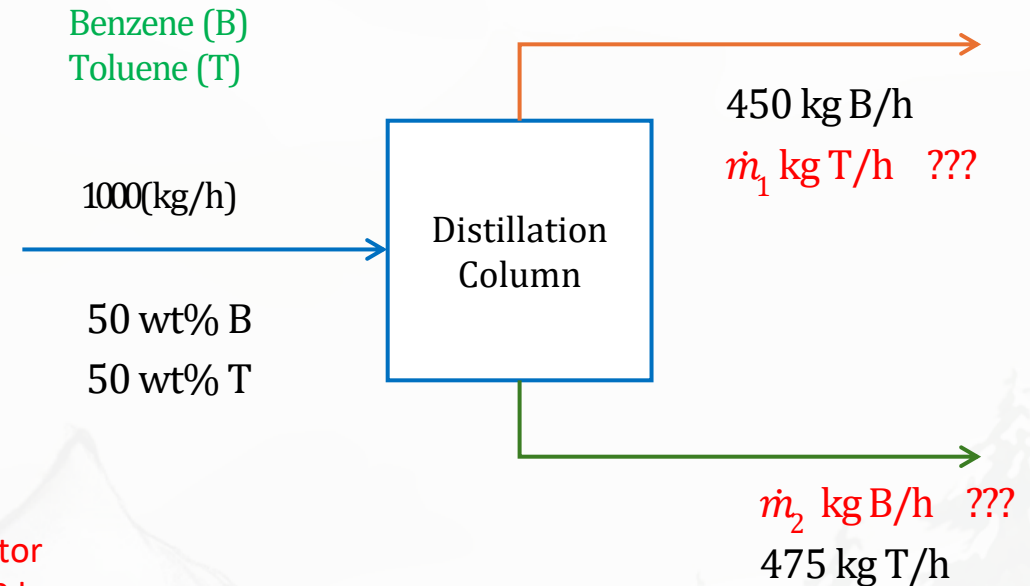 Benzene (B)
Toluene (T)
1000(kg/h)
50 wt% B
50 wt% T
Distillation
Column
450 kg B/h
ṁ₁ kg T/h ???
ṁ₂ kg B/h ???
475 kg T/h
tor